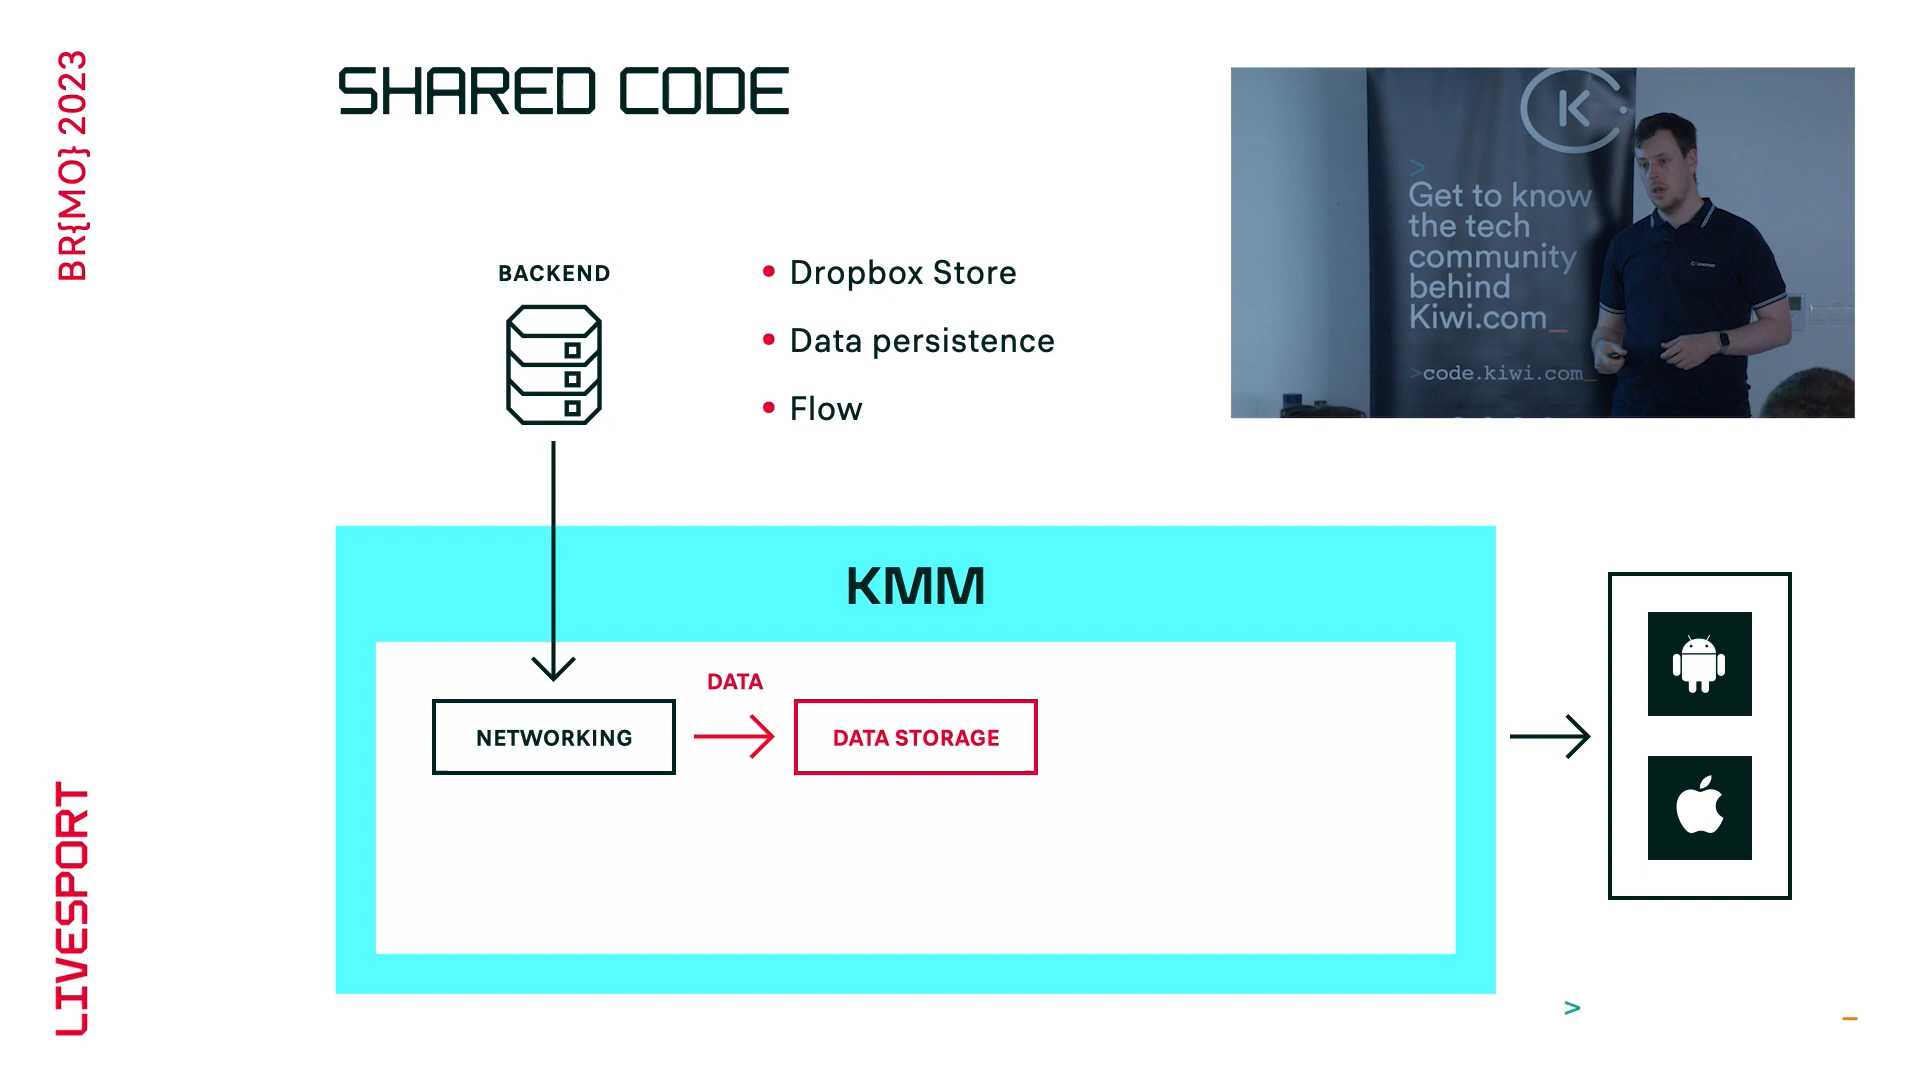 BR{MO} 2023
LIVESPORT
SHARED CODE
BACKEND
• Dropbox Store
• Data persistence
• Flow
K
>
Get to know
the tech
community
behind
Kiwi.com_
>code.kiwi.com_
KMM
NETWORKING
DATA
DATA STORAGE
> _